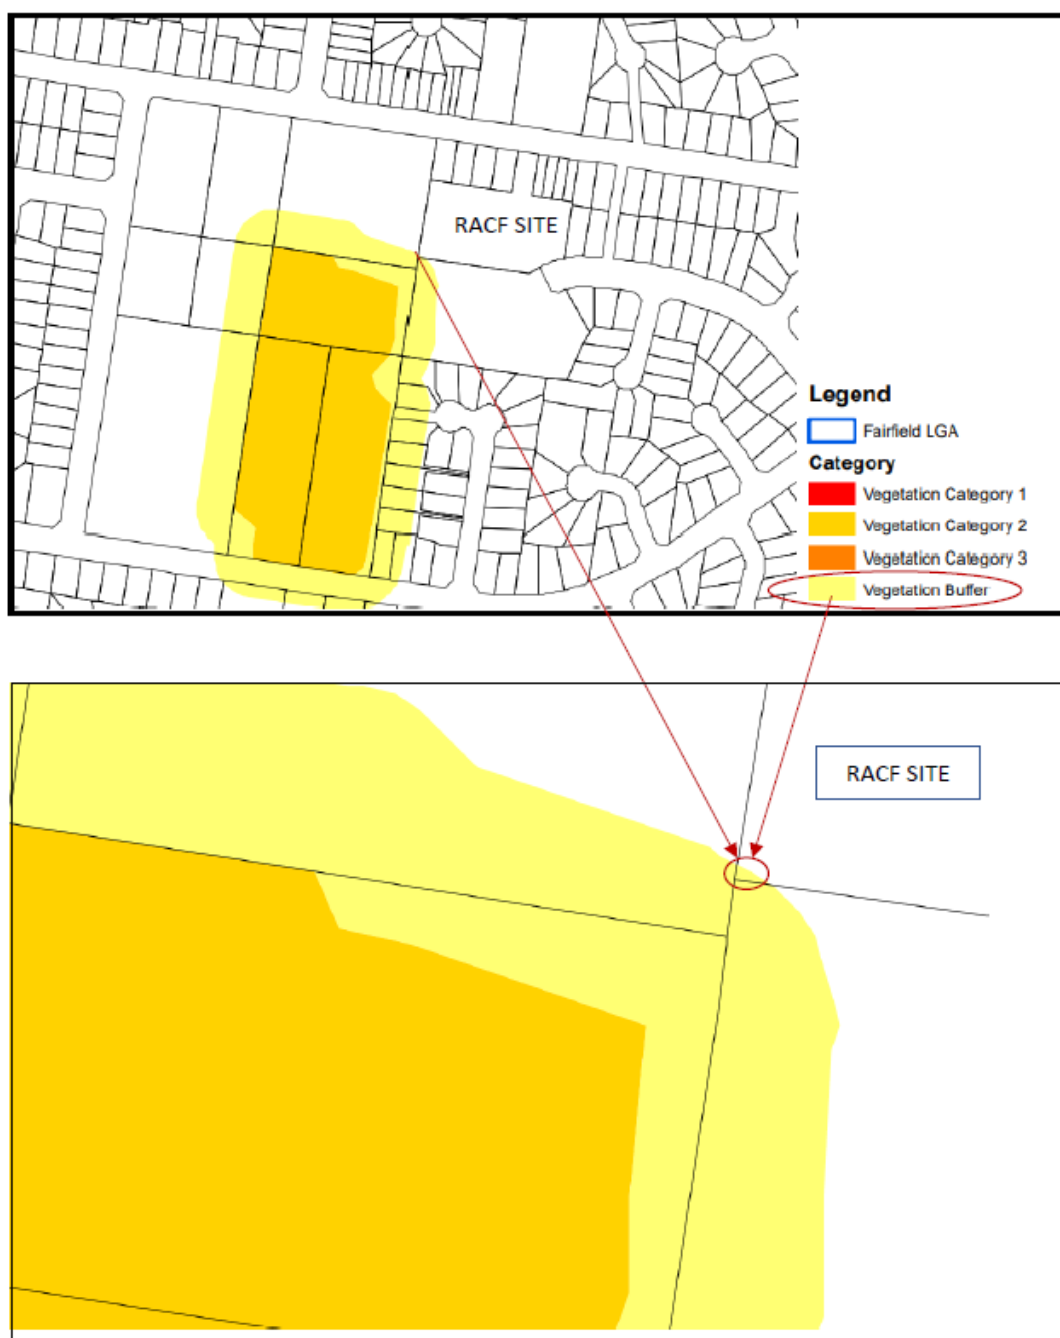 RACF SITE
Legend
Fairfield LGA
Category
Vegetation Category 1
Vegetation Category 2
Vegetation Category 3
Vegetation Buffer
RACF SITE